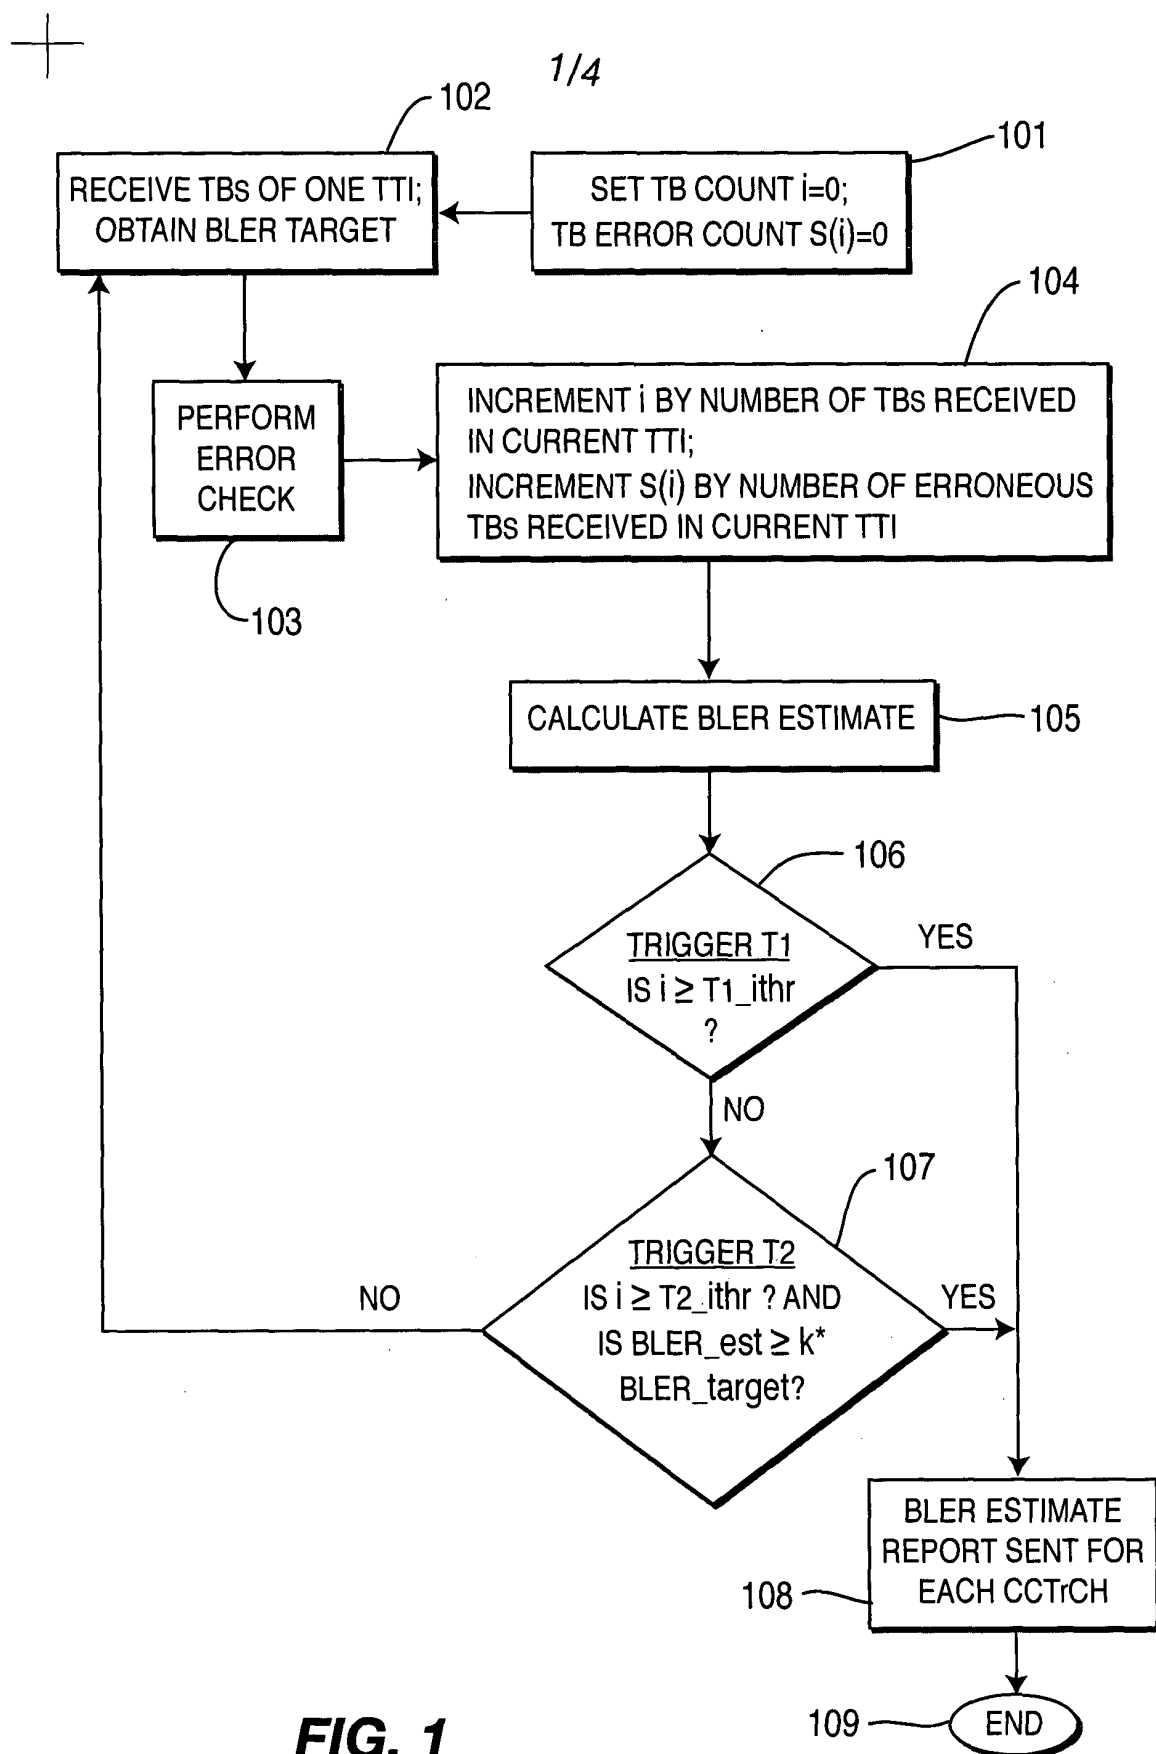 1/4
102
101
RECEIVE TBs OF ONE TTI;
OBTAIN BLER TARGET
SET TB COUNT i=0;
TB ERROR COUNT S(i)=0
104
PERFORM
ERROR
CHECK
103
INCREMENT i BY NUMBER OF TBs RECEIVED
IN CURRENT TTI;
INCREMENT S(i) BY NUMBER OF ERRONEOUS
TBs RECEIVED IN CURRENT TTI
CALCULATE BLER ESTIMATE
105
106
TRIGGER T1
IS i ≥ T1_ithr
?
YES
NO
107
TRIGGER T2
IS i ≥ T2_ithr ? AND
IS BLER_est ≥ k*
BLER_target?
NO
YES
BLER ESTIMATE
REPORT SENT FOR
EACH CCTrCH
108
109
END
FIG. 1